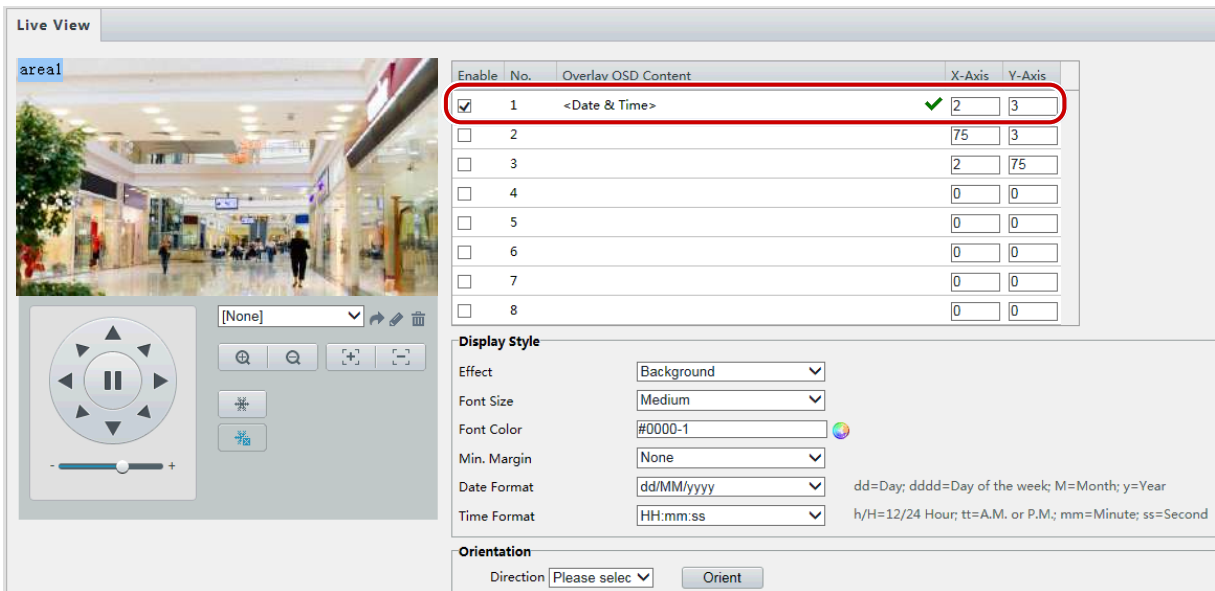 Live View
area1
Enable No. Overlay OSD Content X-Axis Y-Axis
1 <Date & Time> 2 3
2 75 3
3 2 75
4 0 0
5 0 0
6 0 0
7 0 0
8 0 0
[None]
- +
Display Style
Effect Background
Font Size Medium
Font Color #0000-1
Min. Margin None
Date Format dd/MM/yyyy dd=Day; dddd=Day of the week; M=Month; y=Year
Time Format HH:mm:ss h/H=12/24 Hour; tt=A.M. or P.M.; mm=Minute; ss=Second
Orientation
Direction Please selec Orient